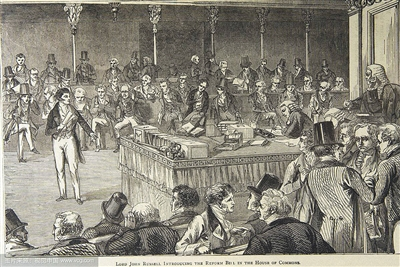 LORD JOHN RUSSELL INTRODUCING THE REFORM BILL IN THE HOUSE OF COMMONS.